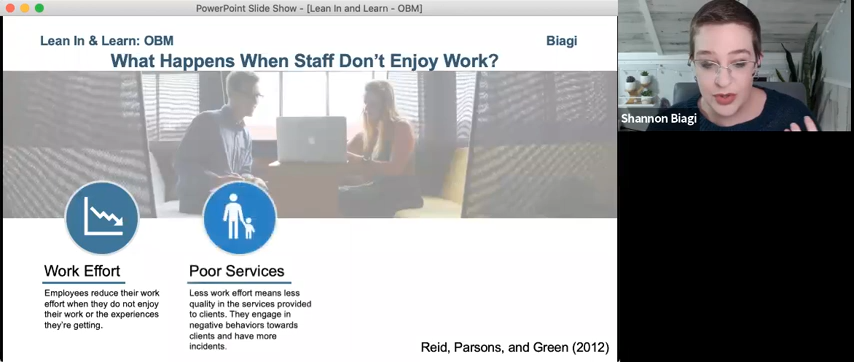 PowerPoint Slide Show - [Lean In and Learn - OBM]
Lean In & Learn: OBM
Biagi
What Happens When Staff Don't Enjoy Work?
Shannon Biagi
Work Effort
Employees reduce their work
effort when they do not enjoy
their work or the experiences
they're getting.
Poor Services
Less work effort means less
quality in the services provided
to clients. They engage in
negative behaviors towards
clients and have more
incidents.
Reid, Parsons, and Green (2012)